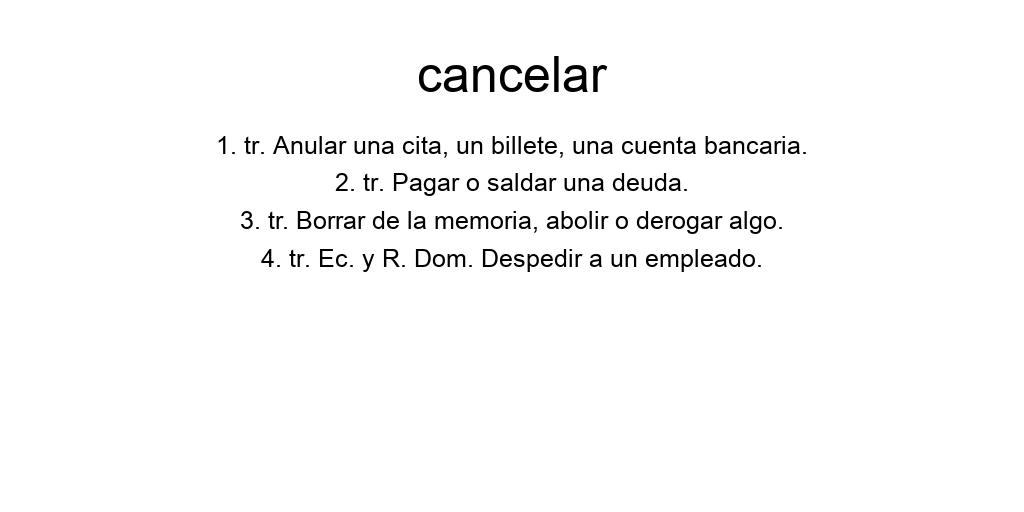 cancelar
1. tr. Anular una cita, un billete, una cuenta bancaria.
2. tr. Pagar o saldar una deuda.
3. tr. Borrar de la memoria, abolir o derogar algo.
4. tr. Ec. y R. Dom. Despedir a un empleado.